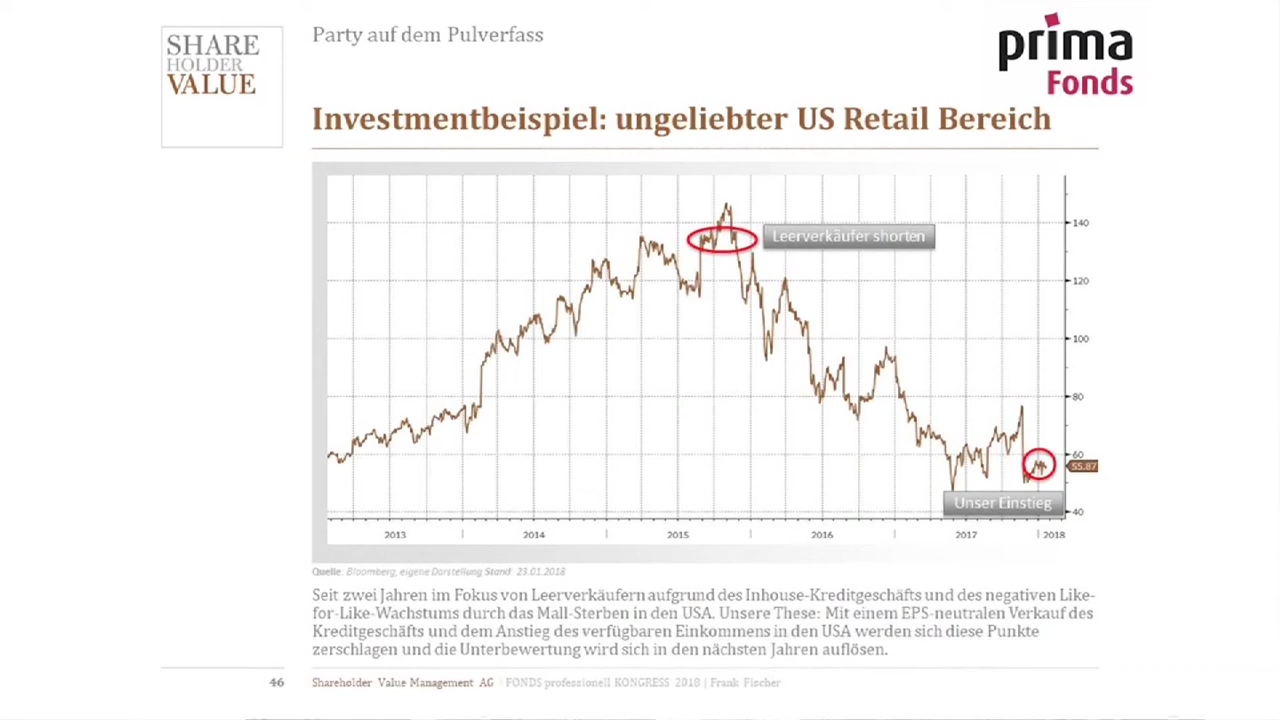 SHARE
HOLDER
VALUE
Party auf dem Pulverfass
prima
Fonds
Investmentbeispiel: ungeliebter US Retail Bereich
Leerverkäufer shorten
140
120
100
80
60
55.87
40
Unser Einstieg
2013 2014 2015 2016 2017 2018
Quelle: Bloomberg, eigene Darstellung Stand: 23.01.2018
Seit zwei Jahren im Fokus von Leerverkäufern aufgrund des Inhouse-Kreditgeschäfts und des negativen Like-
for-Like-Wachstums durch das Mall-Sterben in den USA. Unsere These: Mit einem EPS-neutralen Verkauf des
Kreditgeschäfts und dem Anstieg des verfügbaren Einkommens in den USA werden sich diese Punkte
zerschlagen und die Unterbewertung wird sich in den nächsten Jahren auflösen.
46 Shareholder Value Management AG | FONDS professionell KONGRESS 2018 | Frank Fischer